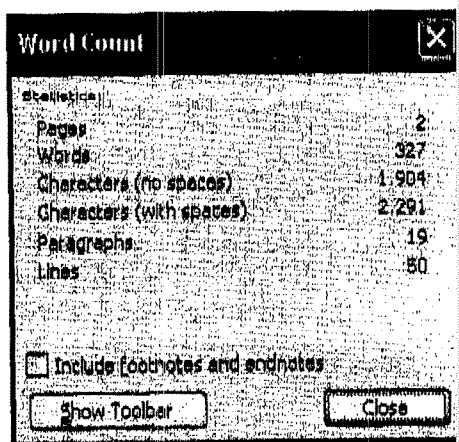 Word Count
Statistics:
Pages 2
Words 327
Characters (no spaces) 1,904
Characters (with spaces) 2,291
Paragraphs 19
Lines 50
Include footnotes and endnotes
Show Toolbar
Close